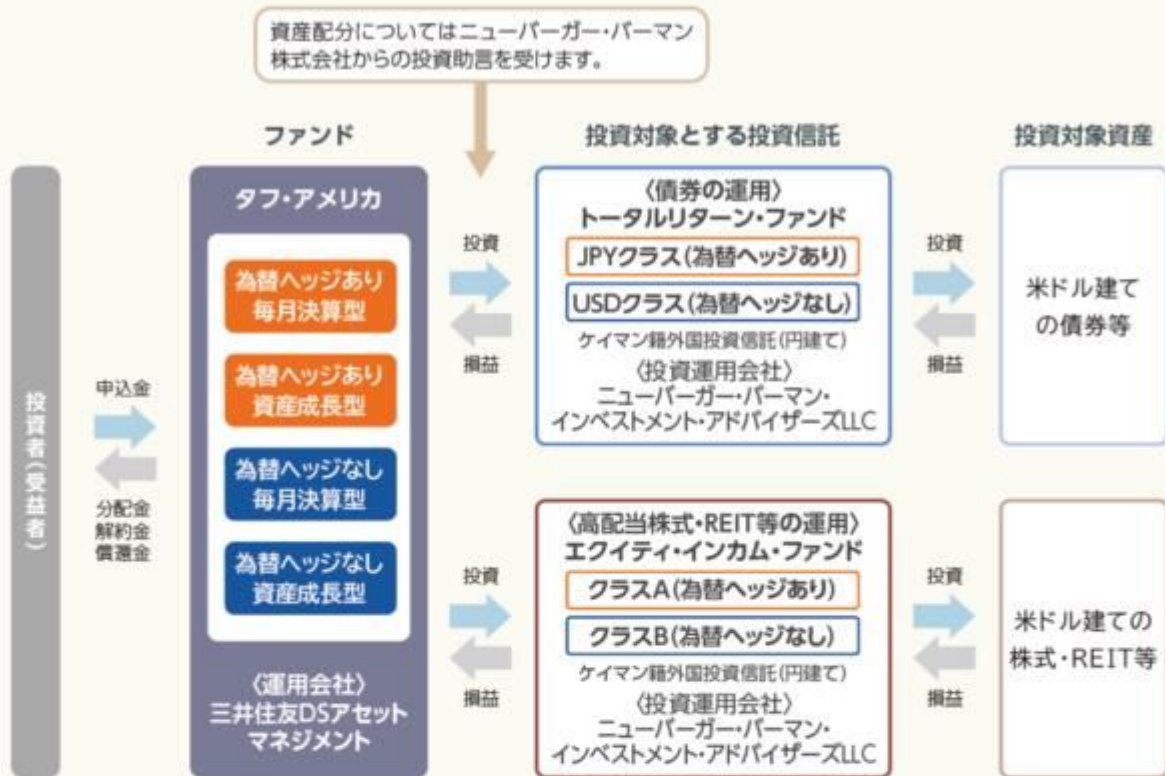 資産配分についてはニューバーガー・バーマン
株式会社からの投資助言を受けます。
ファンド
投資対象とする投資信託
投資対象資産
投資者(受益者)
申込金
分配金
解約金
償還金
タフ・アメリカ
為替ヘッジあり
毎月決算型
為替ヘッジあり
資産成長型
為替ヘッジなし
毎月決算型
為替ヘッジなし
資産成長型
〈運用会社〉
三井住友DSアセット
マネジメント
投資
損益
〈債券の運用〉
トータルリターン・ファンド
JPYクラス(為替ヘッジあり)
USDクラス(為替ヘッジなし)
ケイマン籍外国投資信託(円建て)
〈投資運用会社〉
ニューバーガー・バーマン・
インベストメント・アドバイザーズLLC
投資
損益
米ドル建て
の債券等
投資
損益
〈高配当株式・REIT等の運用〉
エクイティ・インカム・ファンド
クラスA(為替ヘッジあり)
クラスB(為替ヘッジなし)
ケイマン籍外国投資信託(円建て)
〈投資運用会社〉
ニューバーガー・バーマン・
インベストメント・アドバイザーズLLC
投資
損益
米ドル建ての
株式・REIT等